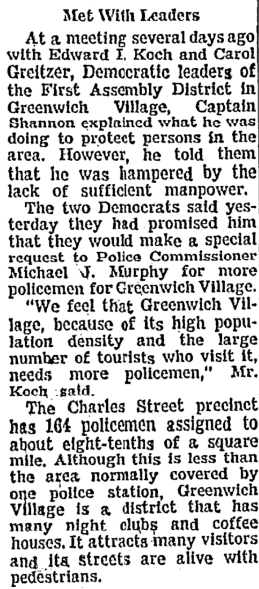 Met With Leaders
At a meeting several days ago
with Edward I. Koch and Carol
Greitzer, Democratic leaders of
the First Assembly District in
Greenwich Village, Captain
Shannon explained what he was
doing to protect persons in the
area. However, he told them
that he was hampered by the
lack of sufficient manpower.
The two Democrats said yes-
terday they had promised him
that they would make a special
request to Police Commissioner
Michael J. Murphy for more
policemen for Greenwich Village.
"We feel that Greenwich Vil-
lage, because of its high popu-
lation density and the large
number of tourists who visit it,
needs more policemen," Mr.
Koch said.
The Charles Street precinct
has 164 policemen assigned to
about eight-tenths of a square
mile. Although this is less than
the area normally covered by
one police station, Greenwich
Village is a district that has
many night clubs and coffee
houses. It attracts many visitors
and its streets are alive with
pedestrians.